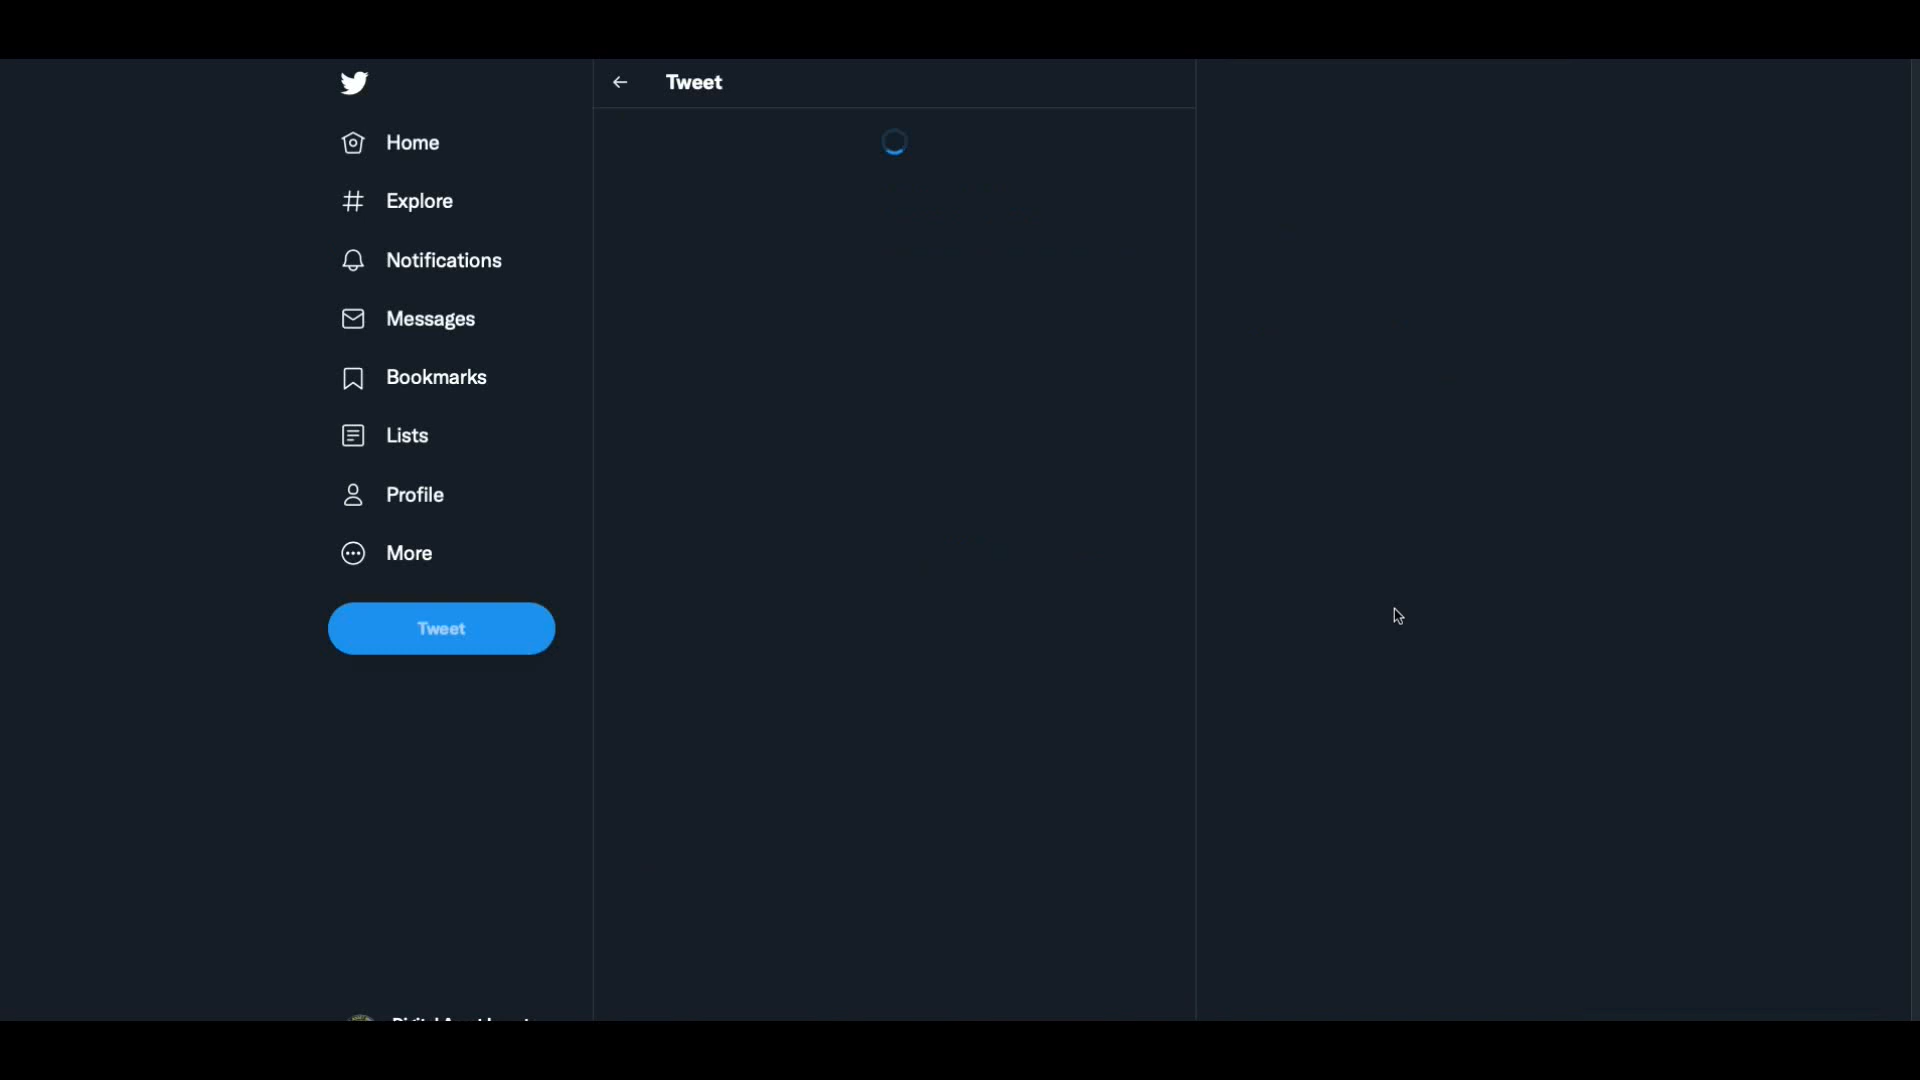 Tweet
Home
Explore
Notifications
Messages
Bookmarks
Lists
Profile
More
Tweet